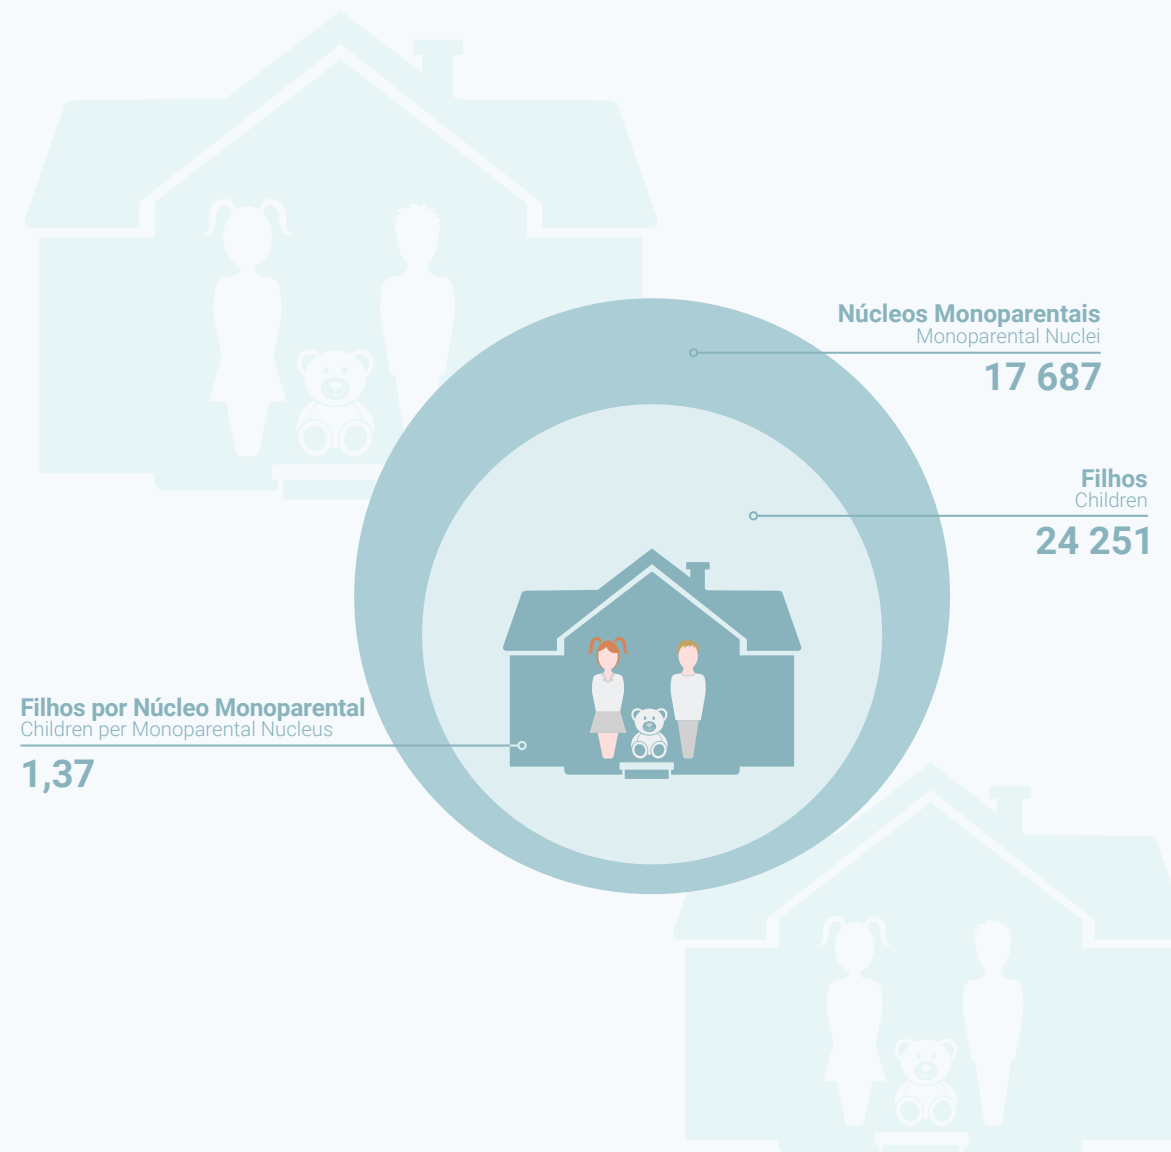 Núcleos Monoparentais
Monoparental Nuclei
17 687
Filhos
Children
24 251
Filhos por Núcleo Monoparental
Children per Monoparental Nucleus
1,37